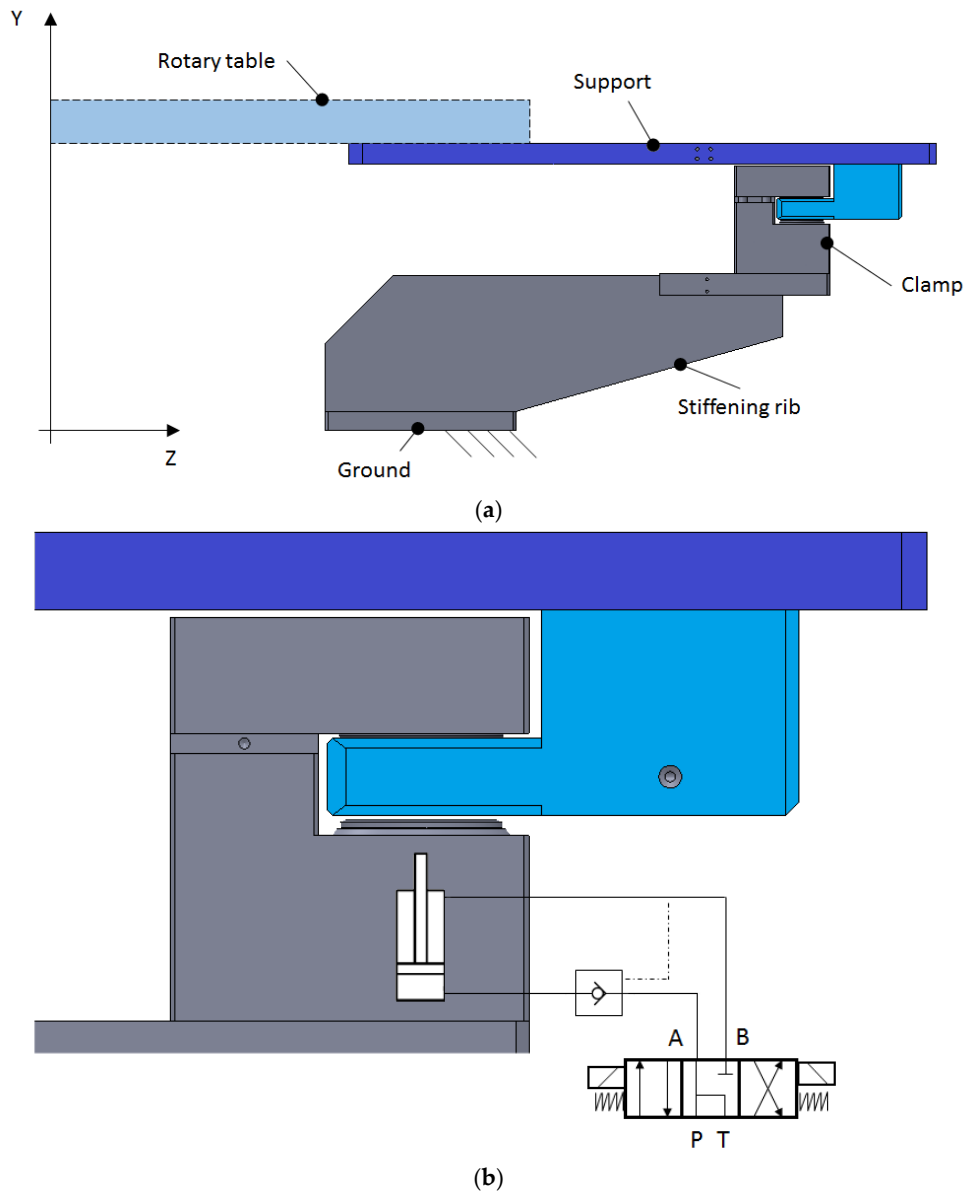 Y
Rotary table
Support
Clamp
Stiffening rib
Z
Ground
(a)
A B
P T
(b)